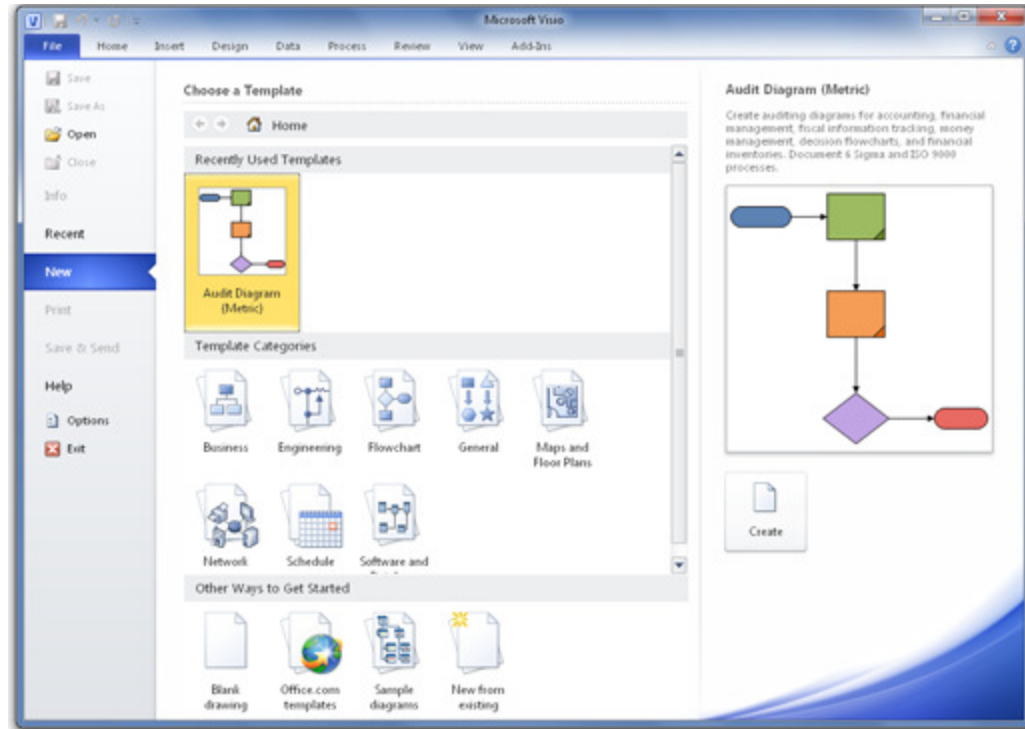 Microsoft Visio
File Home Insert Design Data Process Review View Add-Ins
Save
Save As
Open
Close
Info
Recent
New
Print
Save & Send
Help
Options
Exit
Choose a Template
Home
Recently Used Templates
Audit Diagram
(Metric)
Template Categories
Business
Engineering
Flowchart
General
Maps and
Floor Plans
Network
Schedule
Software and
Other Ways to Get Started
Blank
drawing
Office.com
templates
Sample
diagrams
New from
existing
Audit Diagram (Metric)
Create auditing diagrams for accounting, financial
management, fiscal information tracking, money
management, decision flowcharts, and financial
inventories. Document 6 Sigma and ISO 9000
processes.
Create